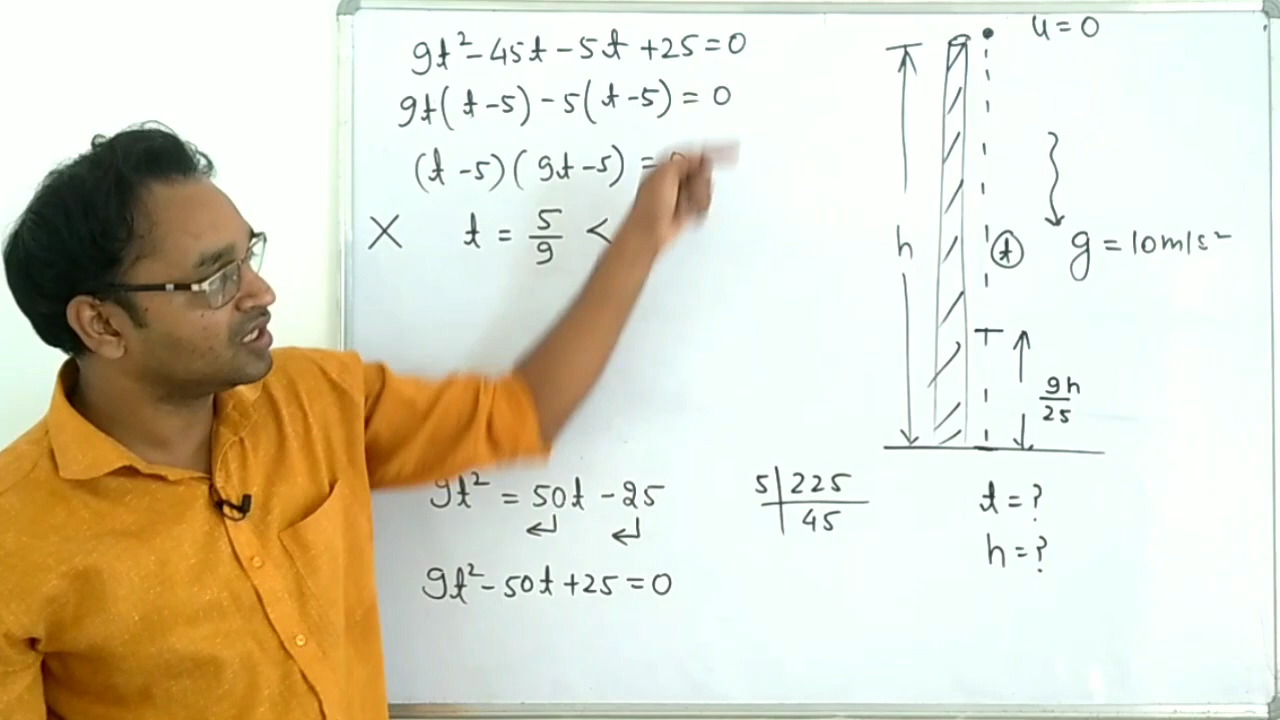 9t² - 45t - 5t + 25 = 0
9t(t - 5) - 5(t - 5) = 0
(t - 5)(9t - 5) =
X t = 5/9 <
9t² = 50t - 25
9t² - 50t + 25 = 0
5 | 225
45
u = 0
h
t
g = 10 m/s²
9h/25
t = ?
h = ?